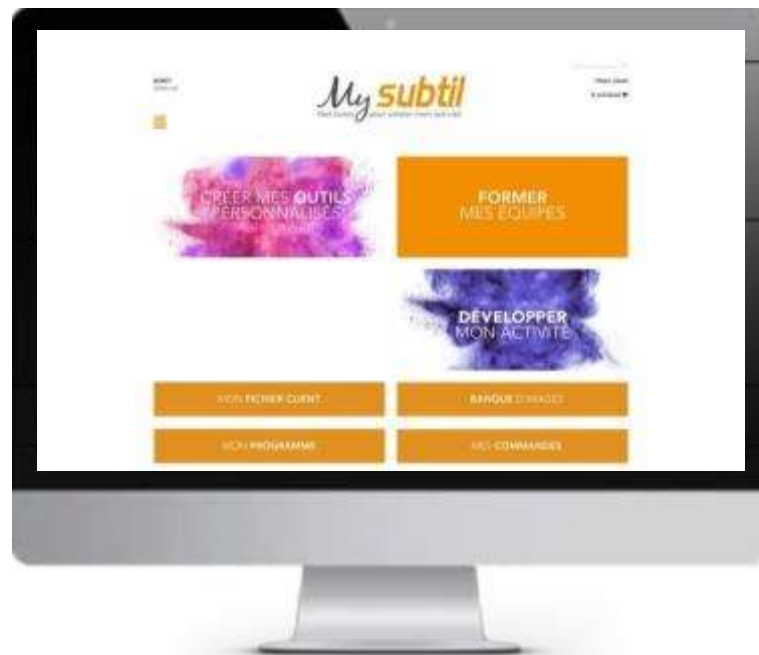 My subtil
CRÉER MES OUTILS
PERSONNALISÉS
FORMER
MES ÉQUIPES
DÉVELOPPER
MON ACTIVITÉ
MON FICHIER CLIENT
BANQUE D'IMAGES
MON PROGRAMME
MES COMMANDES